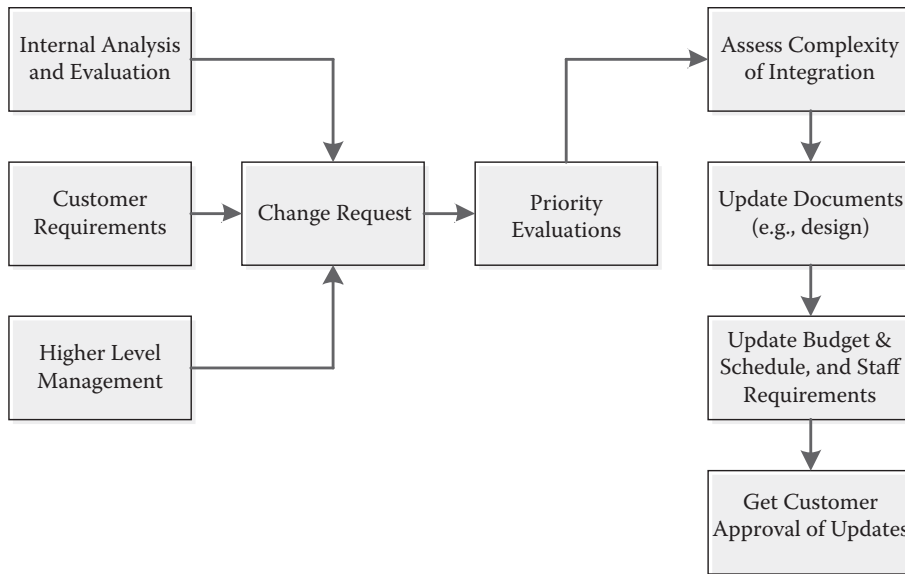 Internal Analysis
and Evaluation
Customer
Requirements
Higher Level
Management
Change Request
Priority
Evaluations
Assess Complexity
of Integration
Update Documents
(e.g., design)
Update Budget &
Schedule, and Staff
Requirements
Get Customer
Approval of Updates